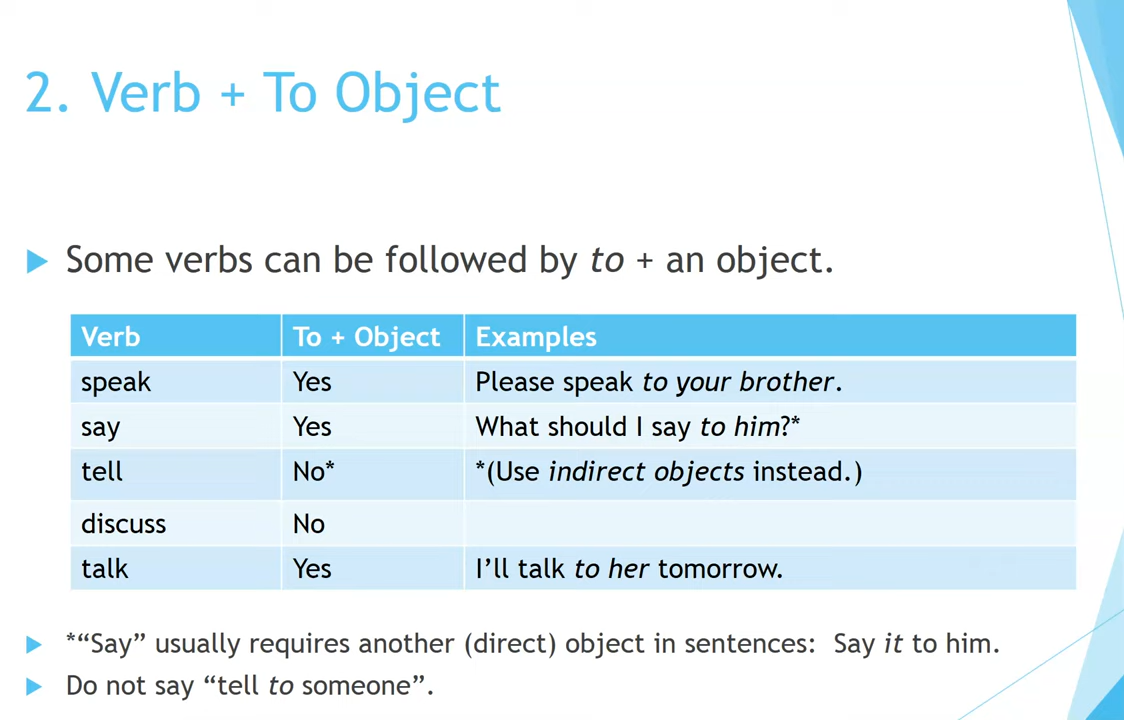 2. Verb + To Object
Some verbs can be followed by to + an object.
Verb To + Object Examples
speak Yes Please speak to your brother.
say Yes What should I say to him?*
tell No* *(Use indirect objects instead.)
discuss No
talk Yes I’ll talk to her tomorrow.
*“Say” usually requires another (direct) object in sentences: Say it to him.
Do not say “tell to someone”.